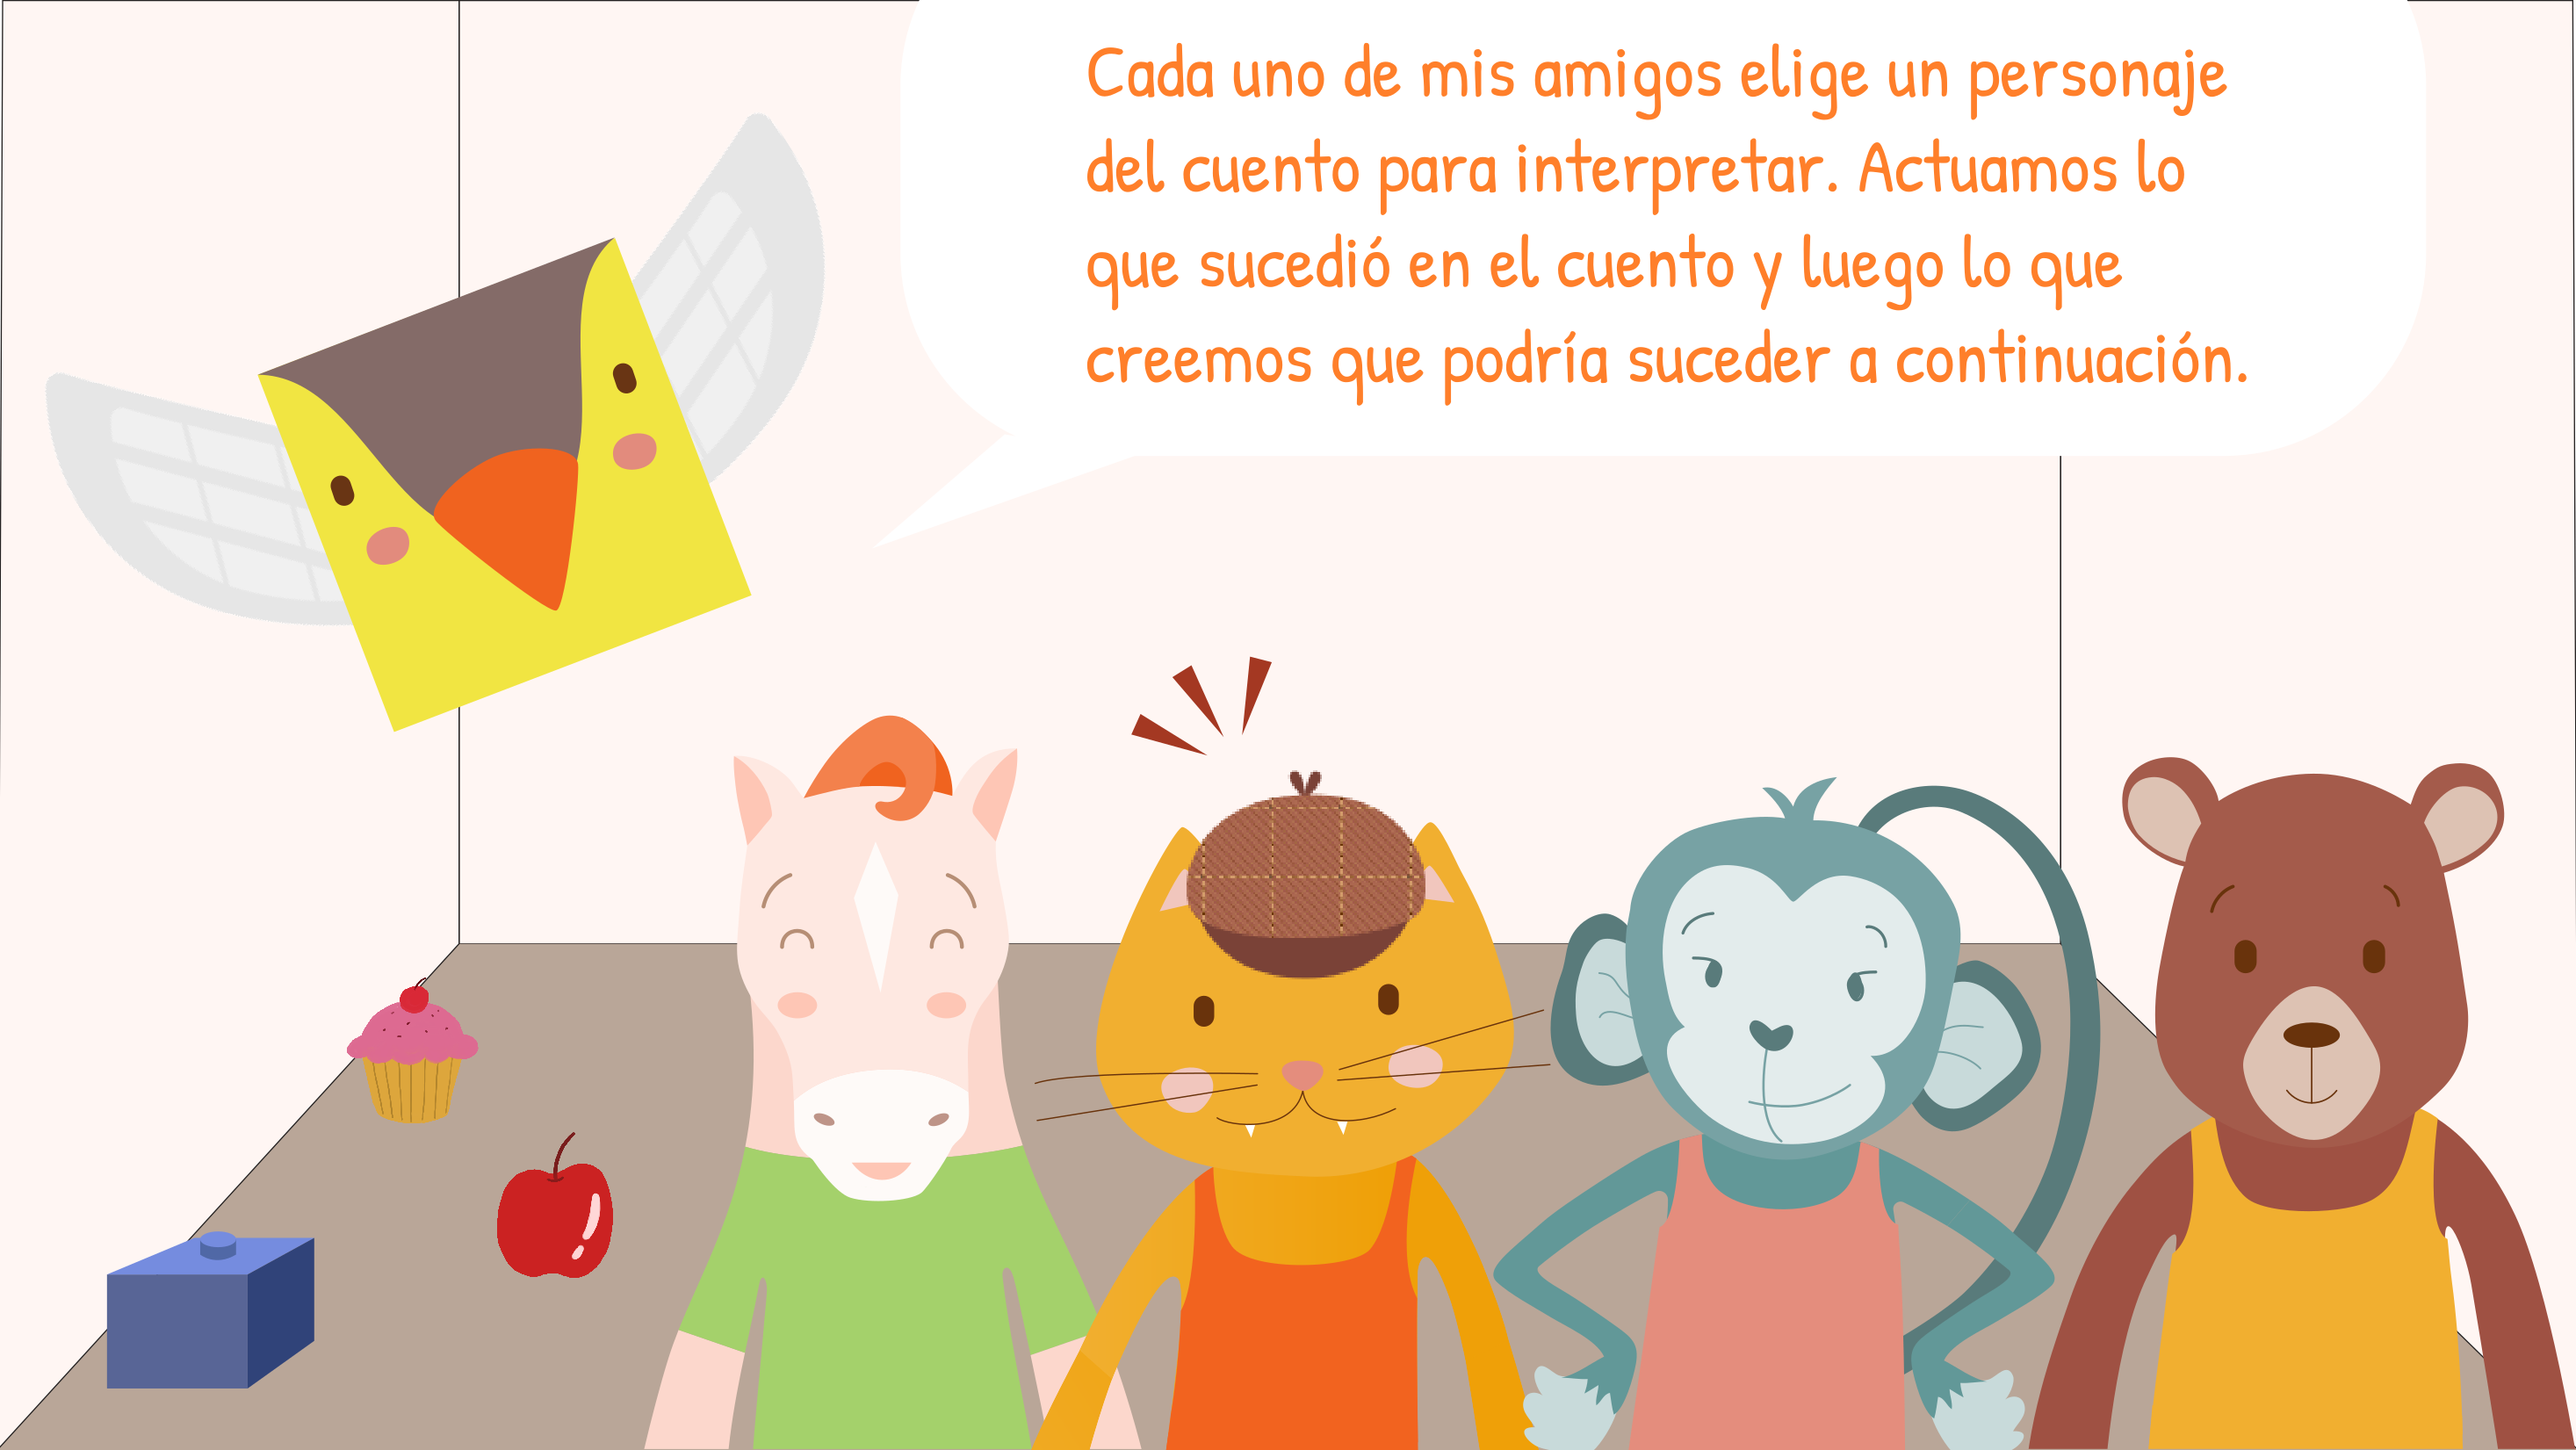 Cada uno de mis amigos elige un personaje
del cuento para interpretar. Actuamos lo
que sucedió en el cuento y luego lo que
creemos que podría suceder a continuación.